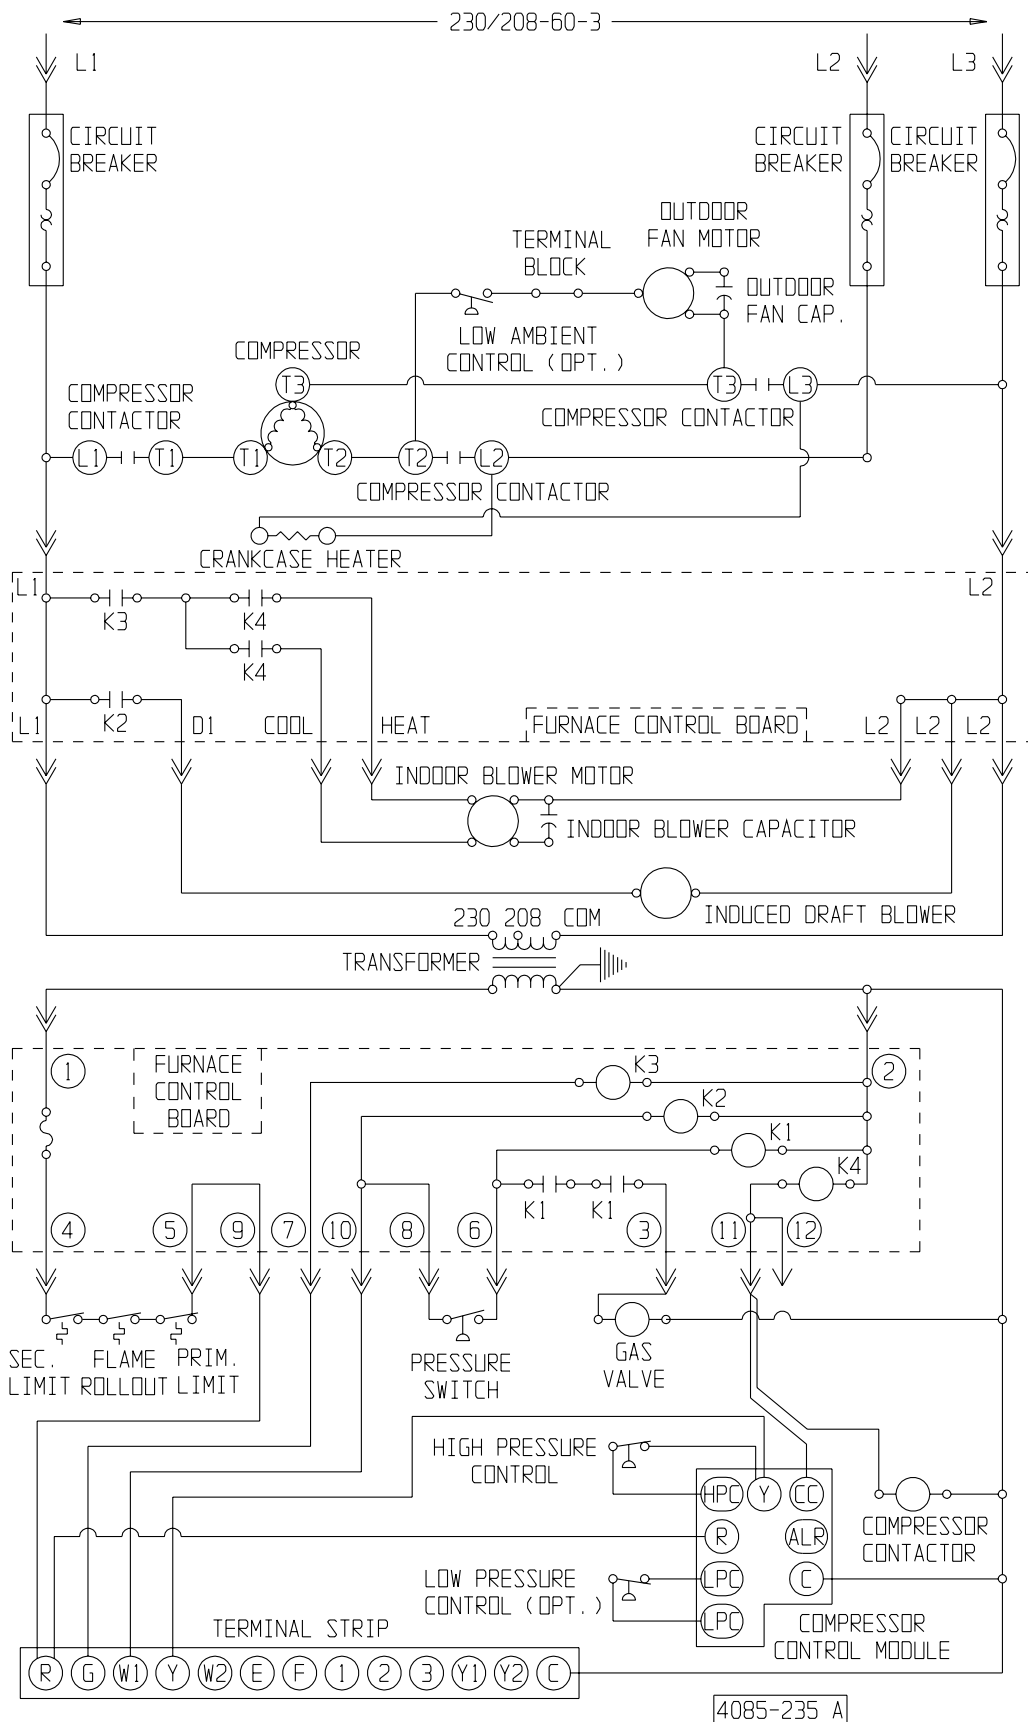 230/208-60-3
L1
L2
L3
CIRCUIT
BREAKER
CIRCUIT
BREAKER
CIRCUIT
BREAKER
OUTDOOR
FAN MOTOR
TERMINAL
BLOCK
OUTDOOR
FAN CAP.
LOW AMBIENT
CONTROL (OPT.)
COMPRESSOR
T3
T3
L3
COMPRESSOR
CONTACTOR
COMPRESSOR CONTACTOR
L1
T1
T1
T2
T2
L2
COMPRESSOR CONTACTOR
CRANKCASE HEATER
L1
L2
K3
K4
K4
K2
L1
D1
COOL
HEAT
FURNACE CONTROL BOARD
L2
L2
L2
INDOOR BLOWER MOTOR
INDOOR BLOWER CAPACITOR
INDUCED DRAFT BLOWER
230 208 COM
TRANSFORMER
1
FURNACE
CONTROL
BOARD
K3
2
K2
K1
K4
K1
K1
4
5
9
7
10
8
6
3
11
12
SEC.
LIMIT
FLAME
ROLLOUT
PRIM.
LIMIT
PRESSURE
SWITCH
GAS
VALVE
HIGH PRESSURE
CONTROL
HPC
Y
CC
R
ALR
COMPRESSOR
CONTACTOR
LOW PRESSURE
CONTROL (OPT.)
LPC
C
LPC
COMPRESSOR
CONTROL MODULE
TERMINAL STRIP
R
G
W1
Y
W2
E
F
1
2
3
Y1
Y2
C
4085-235 A